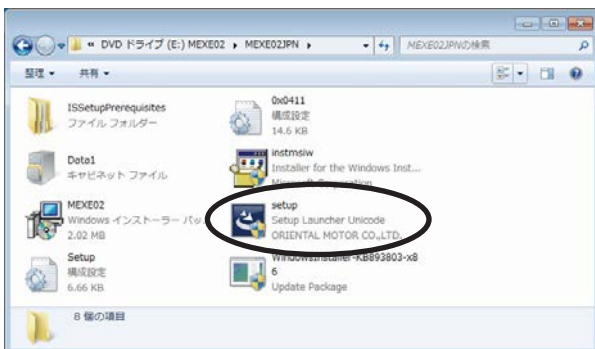 « DVD ドライブ (E:) MEXE02 ▸ MEXE02JPN ▸
MEXE02JPNの検索
整理 ▾ 共有 ▾
ISSetupPrerequisites
ファイル フォルダー
Data1
キャビネット ファイル
MEXE02
Windows インストーラー パッ
2.02 MB
Setup
構成設定
6.66 KB
0x0411
構成設定
14.6 KB
instmsiw
Installer for the Windows Inst...
Microsoft Corporation
setup
Setup Launcher Unicode
ORIENTAL MOTOR CO.,LTD.
WindowsInstaller-KB893803-x8
6
Update Package
8 個の項目